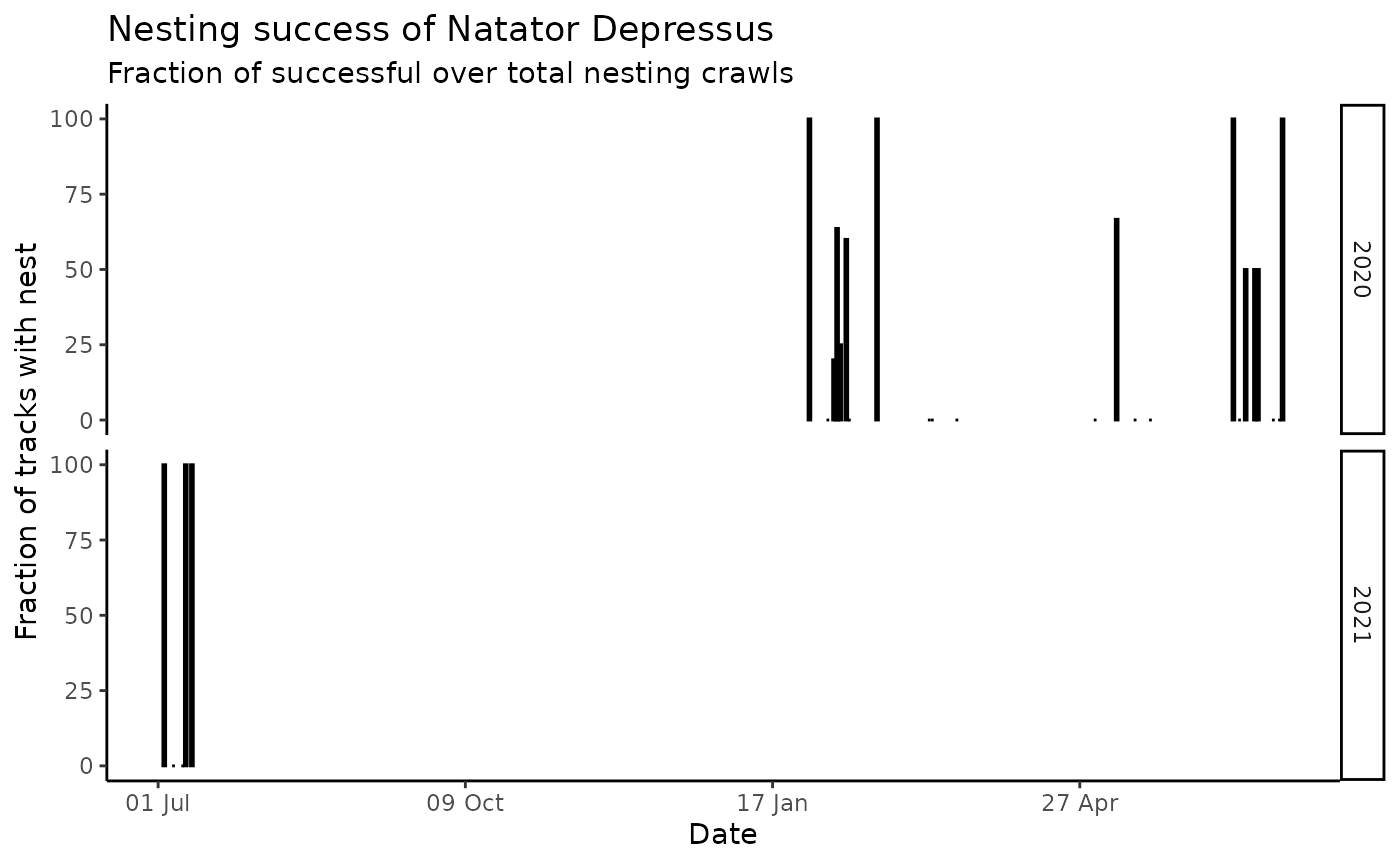 Nesting success of Natator Depressus
Fraction of successful over total nesting crawls
Fraction of tracks with nest
100
75
50
25
0
2020
100
75
50
25
0
2021
01 Jul
09 Oct
17 Jan
27 Apr
Date